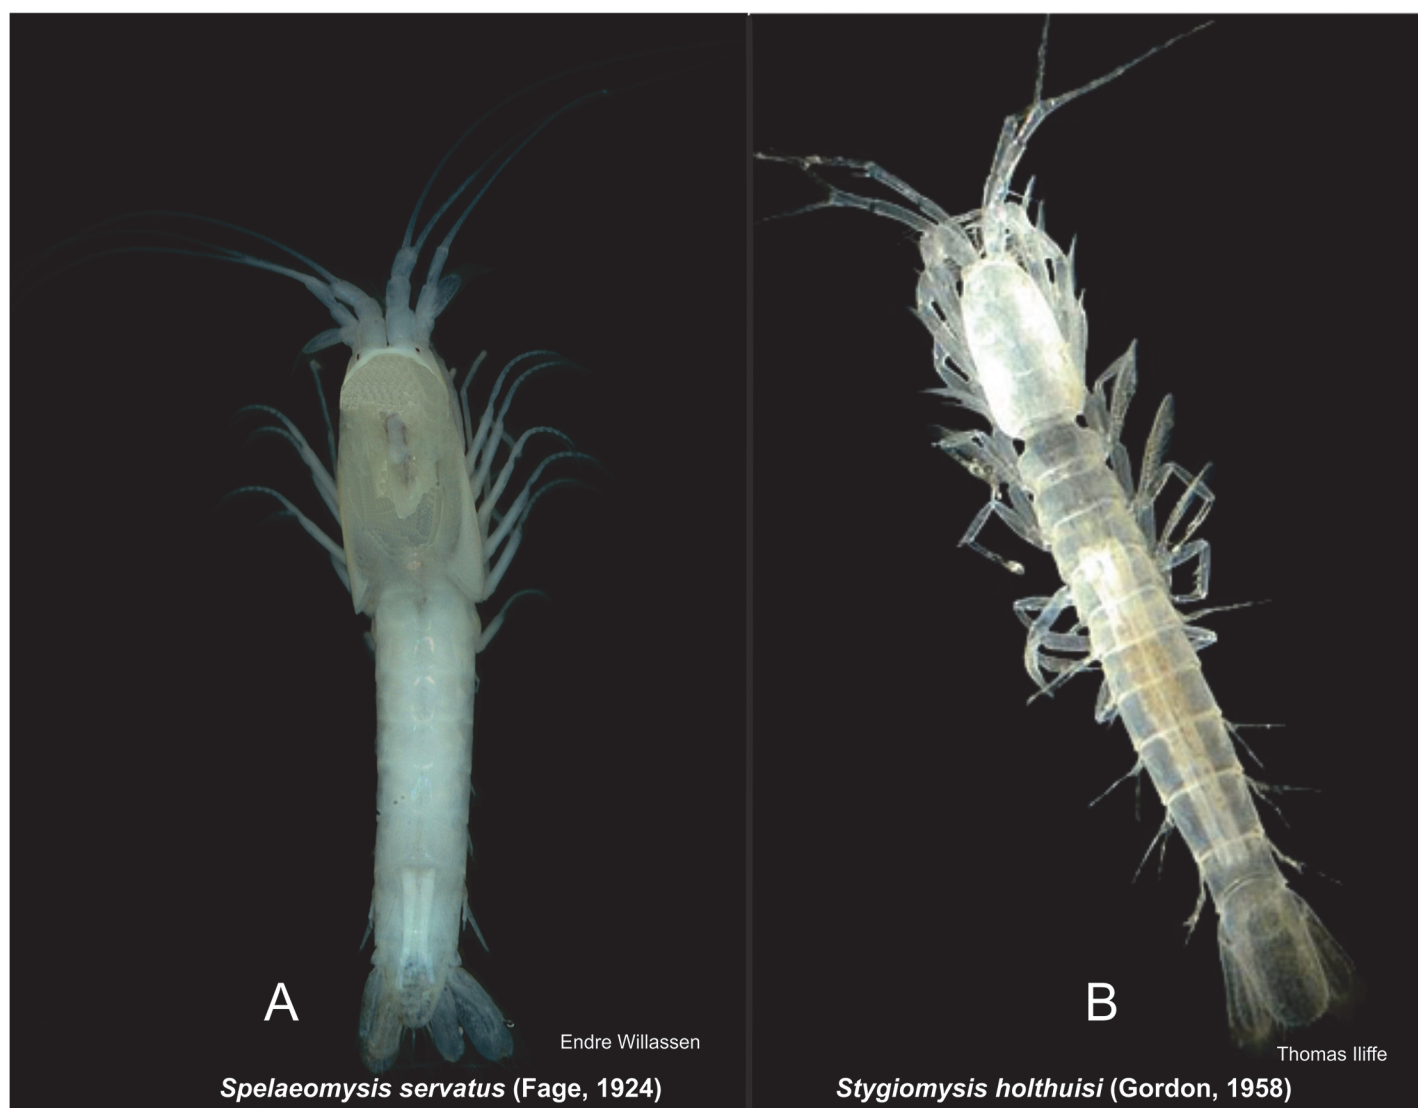 A
Endre Willassen
Spelaeomysis servatus (Fage, 1924)
B
Thomas Iliffe
Stygiomysis holthuisi (Gordon, 1958)